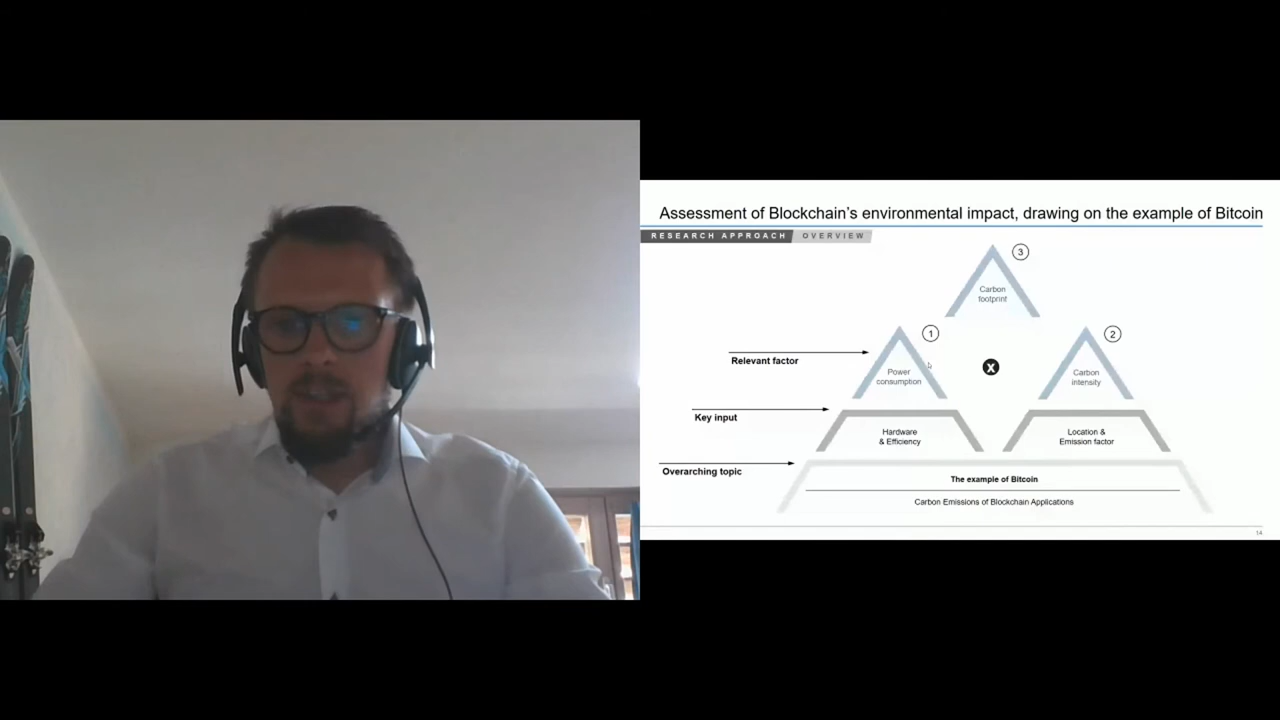 Assessment of Blockchain's environmental impact, drawing on the example of Bitcoin
RESEARCH APPROACH OVERVIEW
3
Carbon
footprint
1
2
Relevant factor
X
Power
consumption
Carbon
intensity
Key input
Hardware
& Efficiency
Location &
Emission factor
Overarching topic
The example of Bitcoin
Carbon Emissions of Blockchain Applications
14